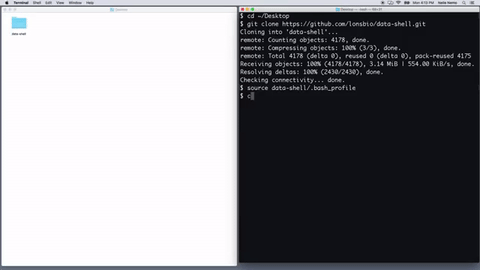 Terminal Shell Edit View Window Help
data-shell
$ cd ~/Desktop
$ git clone https://github.com/lonsbio/data-shell.git
Cloning into 'data-shell'...
remote: Counting objects: 4178, done.
remote: Compressing objects: 100% (3/3), done.
remote: Total 4178 (delta 0), reused 0 (delta 0), pack-reused 4175
Receiving objects: 100% (4178/4178), 3.14 MiB | 554.00 KiB/s, done.
Resolving deltas: 100% (2430/2430), done.
Checking connectivity... done.
$ source data-shell/.bash_profile
$ c